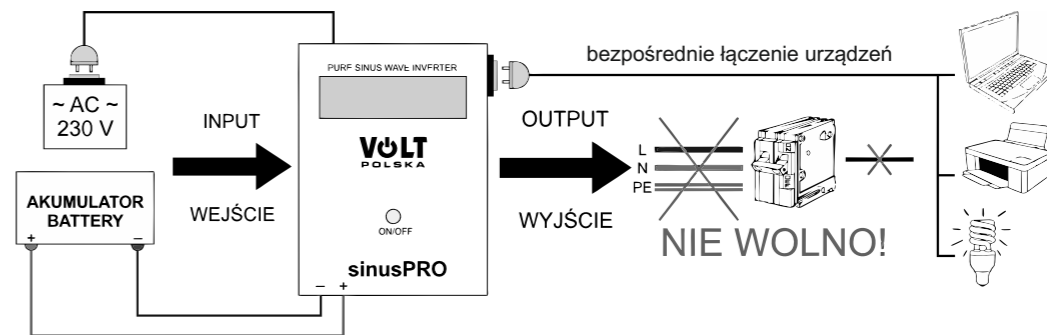 ~ AC ~
230 V
AKUMULATOR
BATTERY
+ –
INPUT
WEJŚCIE
PURE SINUS WAVE INVERTER
VOLT
POLSKA
ON/OFF
sinusPRO
– +
OUTPUT
WYJŚCIE
bezpośrednie łączenie urządzeń
L
N
PE
NIE WOLNO!